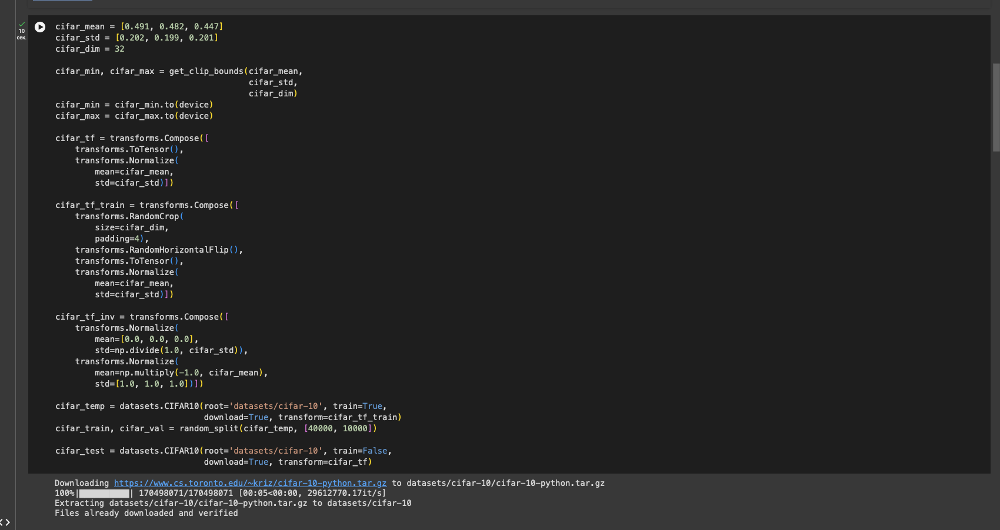 10
сек.
cifar_mean = [0.491, 0.482, 0.447]
cifar_std = [0.202, 0.199, 0.201]
cifar_dim = 32

cifar_min, cifar_max = get_clip_bounds(cifar_mean,
                                       cifar_std,
                                       cifar_dim)
cifar_min = cifar_min.to(device)
cifar_max = cifar_max.to(device)

cifar_tf = transforms.Compose([
    transforms.ToTensor(),
    transforms.Normalize(
        mean=cifar_mean,
        std=cifar_std)])

cifar_tf_train = transforms.Compose([
    transforms.RandomCrop(
        size=cifar_dim,
        padding=4),
    transforms.RandomHorizontalFlip(),
    transforms.ToTensor(),
    transforms.Normalize(
        mean=cifar_mean,
        std=cifar_std)])

cifar_tf_inv = transforms.Compose([
    transforms.Normalize(
        mean=[0.0, 0.0, 0.0],
        std=np.divide(1.0, cifar_std)),
    transforms.Normalize(
        mean=np.multiply(-1.0, cifar_mean),
        std=[1.0, 1.0, 1.0])])

cifar_temp = datasets.CIFAR10(root='datasets/cifar-10', train=True,
                              download=True, transform=cifar_tf_train)
cifar_train, cifar_val = random_split(cifar_temp, [40000, 10000])

cifar_test = datasets.CIFAR10(root='datasets/cifar-10', train=False,
                              download=True, transform=cifar_tf)
Downloading https://www.cs.toronto.edu/~kriz/cifar-10-python.tar.gz to datasets/cifar-10/cifar-10-python.tar.gz
100%|██████████| 170498071/170498071 [00:05<00:00, 29612770.17it/s]
Extracting datasets/cifar-10/cifar-10-python.tar.gz to datasets/cifar-10
Files already downloaded and verified